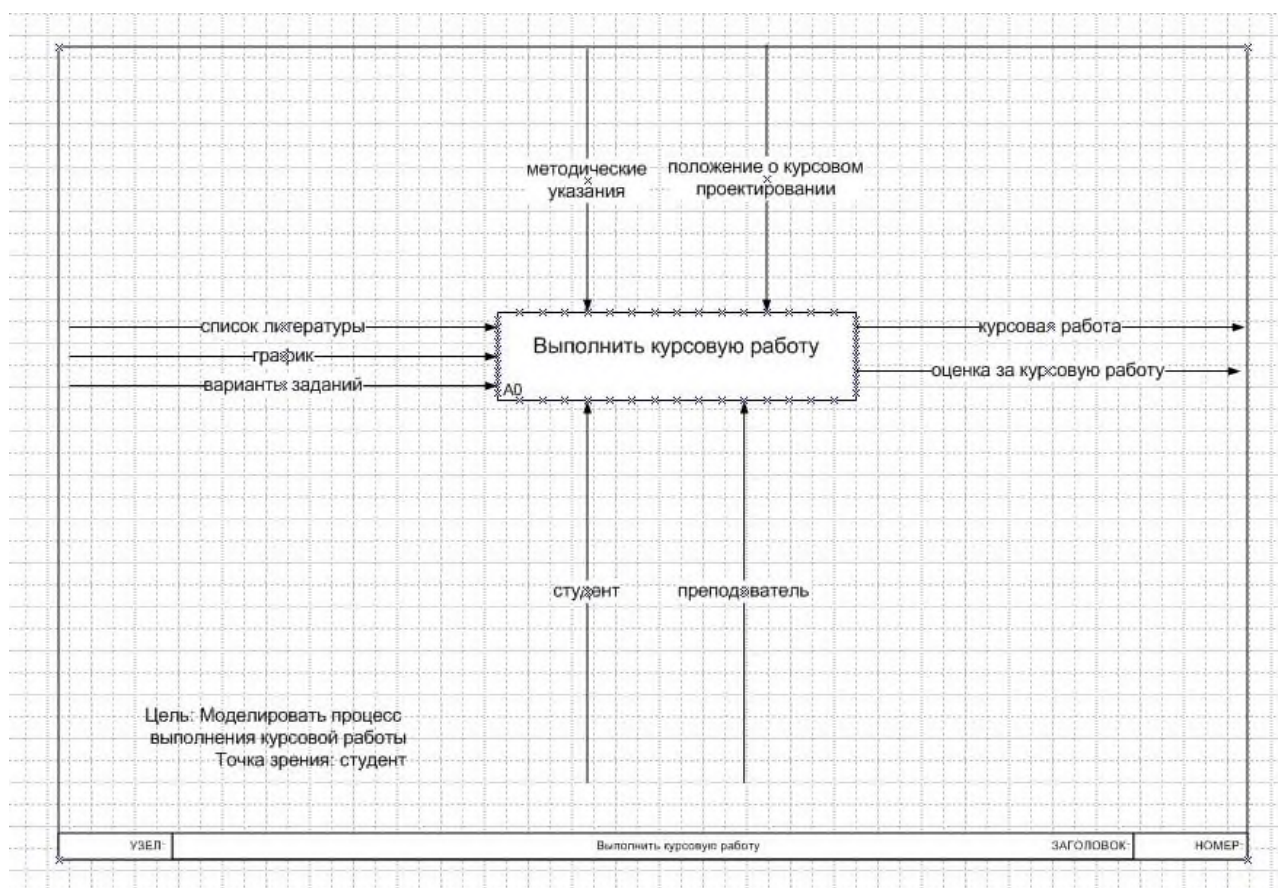 методические
указания
положение о курсовом
проектировании
список литературы
график
варианты заданий
Выполнить курсовую работу
A0
курсовая работа
оценка за курсовую работу
студент
преподаватель
Цель: Моделировать процесс
выполнения курсовой работы
Точка зрения: студент
УЗЕЛ:
Выполнить курсовую работу
ЗАГОЛОВОК:
НОМЕР: